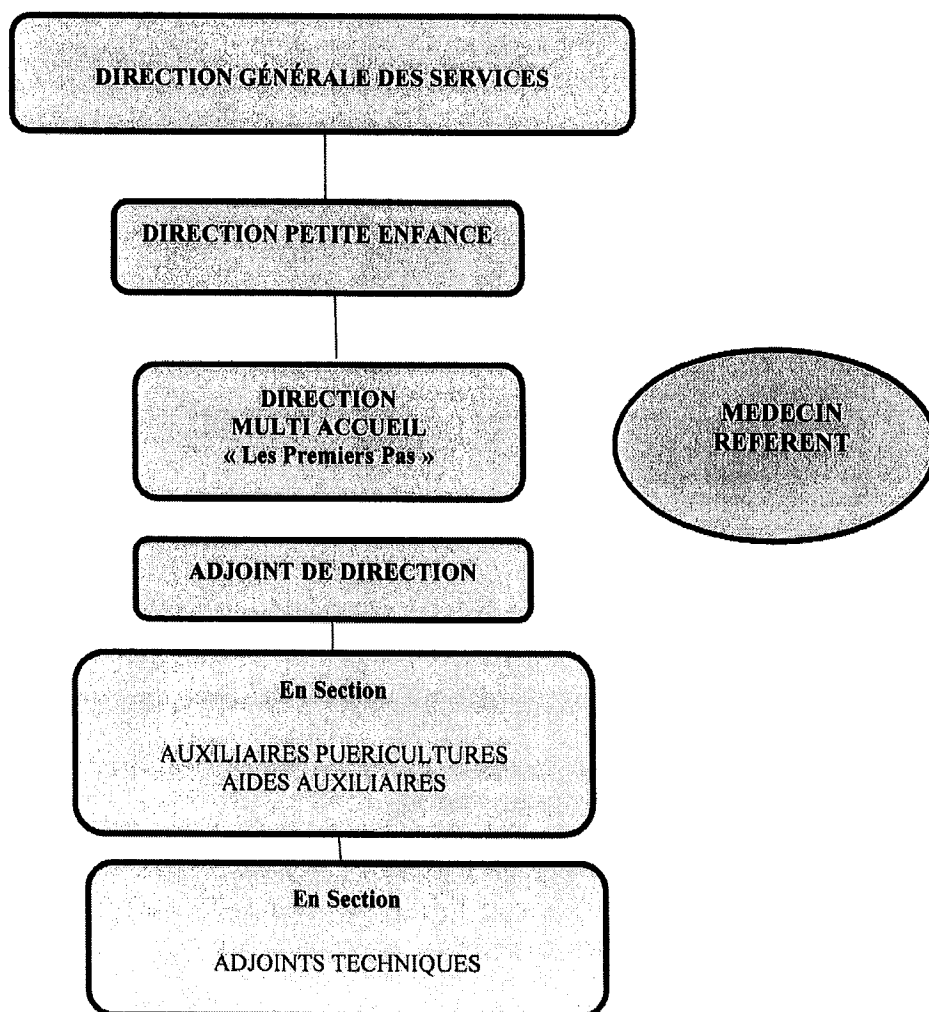 DIRECTION GÉNÉRALE DES SERVICES
DIRECTION PETITE ENFANCE
DIRECTION
MULTI ACCUEIL
« Les Premiers Pas »
MEDECIN
REFERENT
ADJOINT DE DIRECTION
En Section
AUXILIAIRES PUERICULTURES
AIDES AUXILIAIRES
En Section
ADJOINTS TECHNIQUES